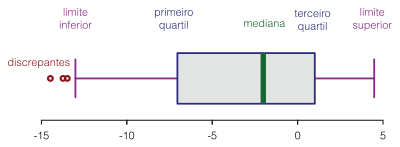 limite
inferior
primeiro
quartil
mediana
terceiro
quartil
limite
superior
discrepantes
-15
-10
-5
0
5